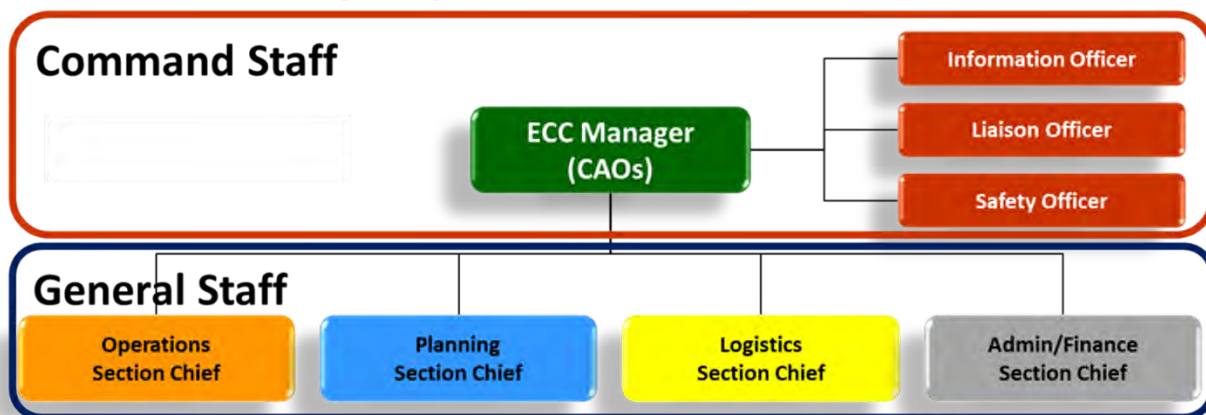 Command Staff
Information Officer
ECC Manager
(CAOs)
Liaison Officer
Safety Officer
General Staff
Operations
Section Chief
Planning
Section Chief
Logistics
Section Chief
Admin/Finance
Section Chief